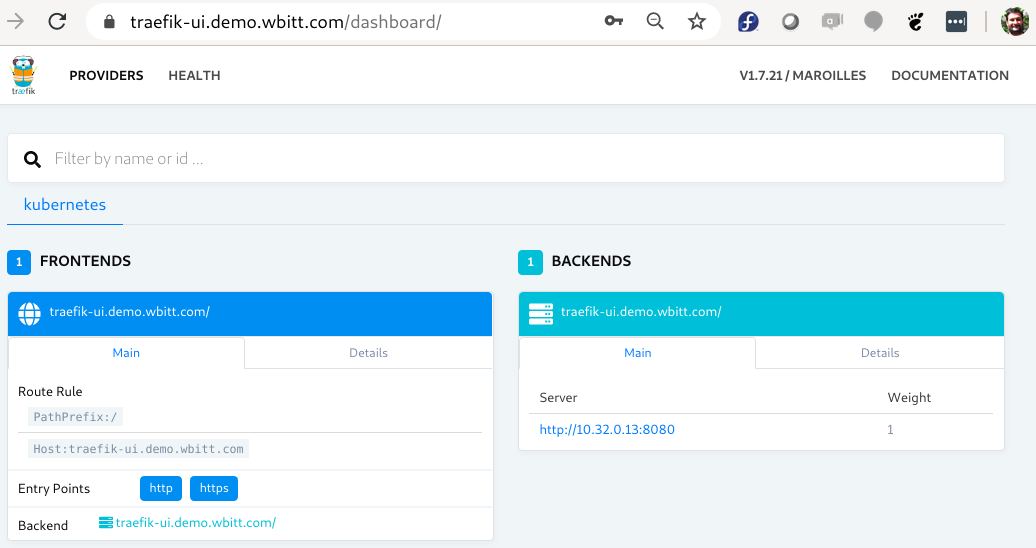 traefik-ui.demo.wbitt.com/dashboard/
træfik
PROVIDERS HEALTH V1.7.21 / MAROILLES DOCUMENTATION
Filter by name or id ...
kubernetes
1 FRONTENDS
traefik-ui.demo.wbitt.com/
Main Details
Route Rule
PathPrefix:/
Host:traefik-ui.demo.wbitt.com
Entry Points http https
Backend traefik-ui.demo.wbitt.com/
1 BACKENDS
traefik-ui.demo.wbitt.com/
Main Details
Server Weight
http://10.32.0.13:8080 1